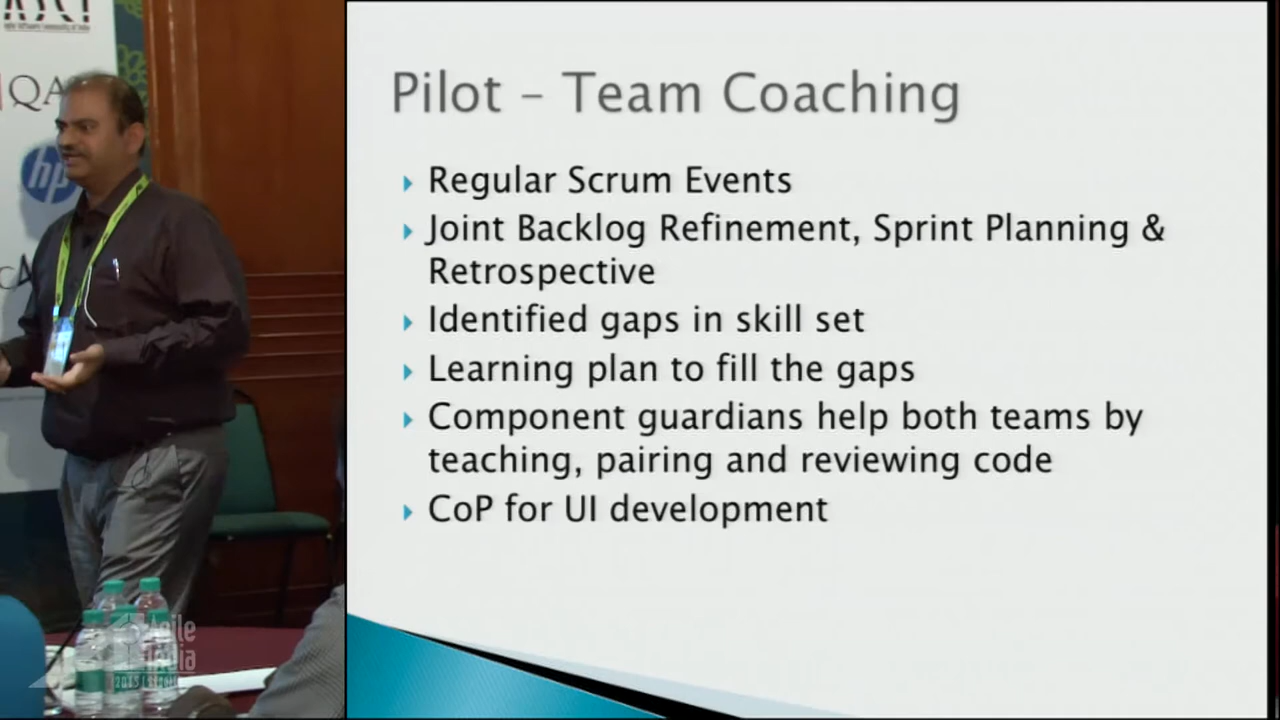 QA
hp
Pilot – Team Coaching
Regular Scrum Events
Joint Backlog Refinement, Sprint Planning &
Retrospective
Identified gaps in skill set
Learning plan to fill the gaps
Component guardians help both teams by
teaching, pairing and reviewing code
CoP for UI development
Agile
India